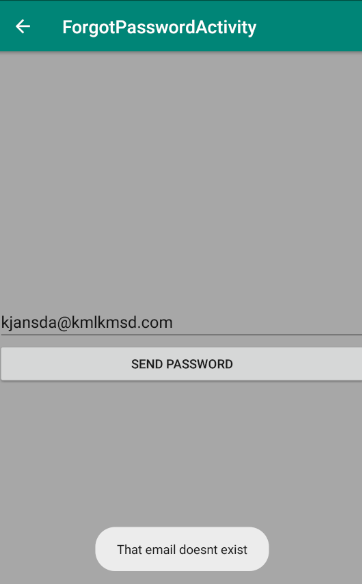 ForgotPasswordActivity
kjansda@kmlkmsd.com
SEND PASSWORD
That email doesnt exist